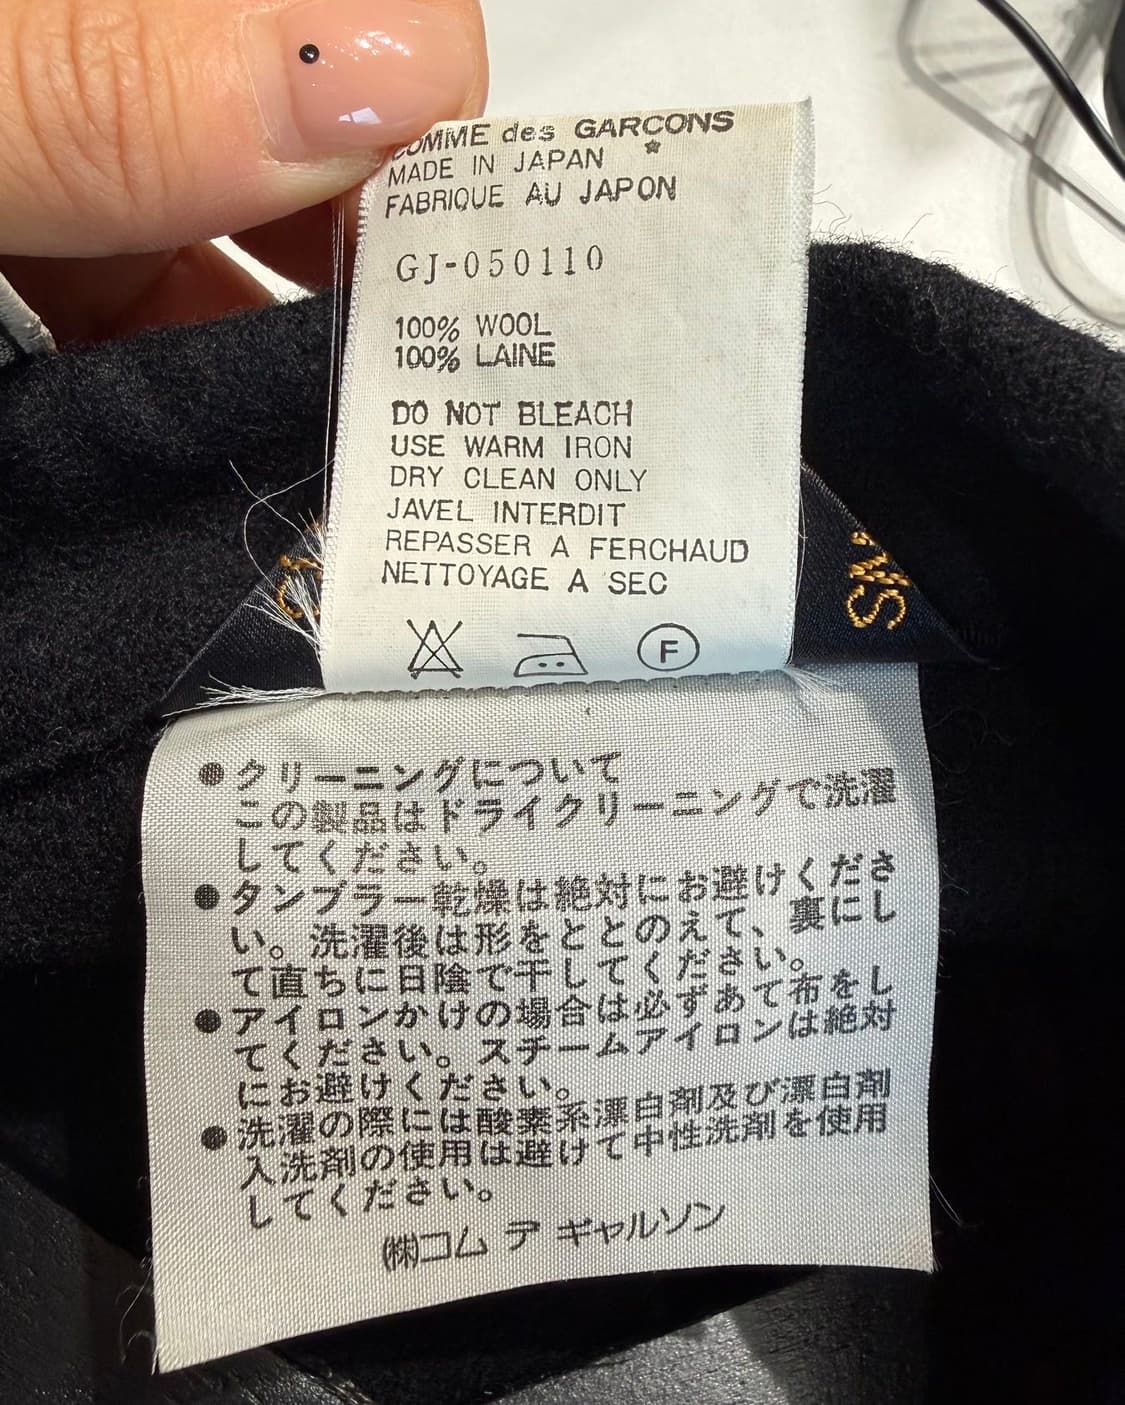 COMME des GARCONS
MADE IN JAPAN
FABRIQUE AU JAPON
GJ-050110
100% WOOL
100% LAINE
DO NOT BLEACH
USE WARM IRON
DRY CLEAN ONLY
JAVEL INTERDIT
REPASSER A FERCHAUD
NETTOYAGE A SEC
F
●クリーニングについて
この製品はドライクリーニングで洗濯
してください。
●タンブラー乾燥は絶対にお避けくださ
い。洗濯後は形をととのえて、裏にし
て直ちに日陰で干してください。
●アイロンかけの場合は必ずあて布をし
てください。スチームアイロンは絶対
にお避けください。
●洗濯の際には酸素系漂白剤及び漂白剤
入洗剤の使用は避けて中性洗剤を使用
してください。
㈱コム デ ギャルソン